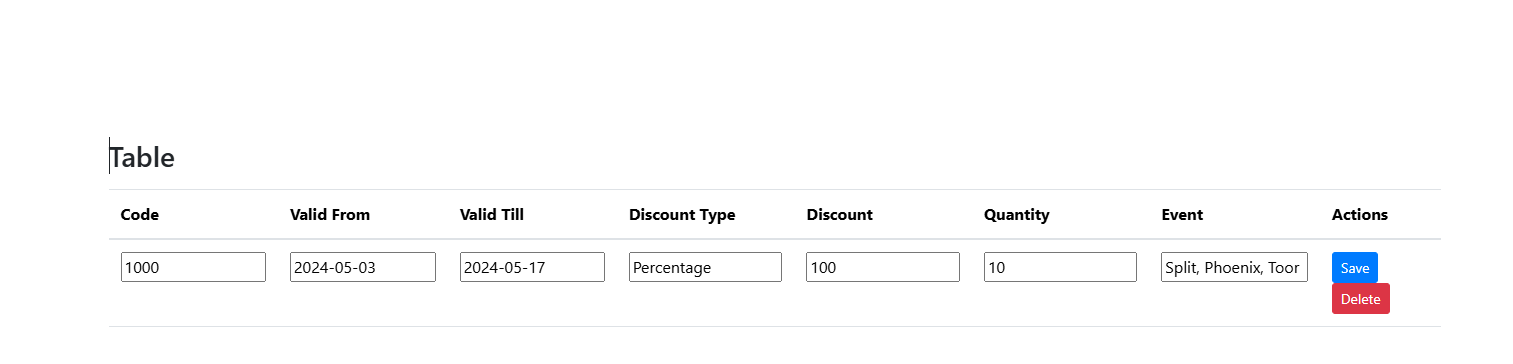 Table
Code Valid From Valid Till Discount Type Discount Quantity Event Actions
1000 2024-05-03 2024-05-17 Percentage 100 10 Split, Phoenix, Toor Save
Delete